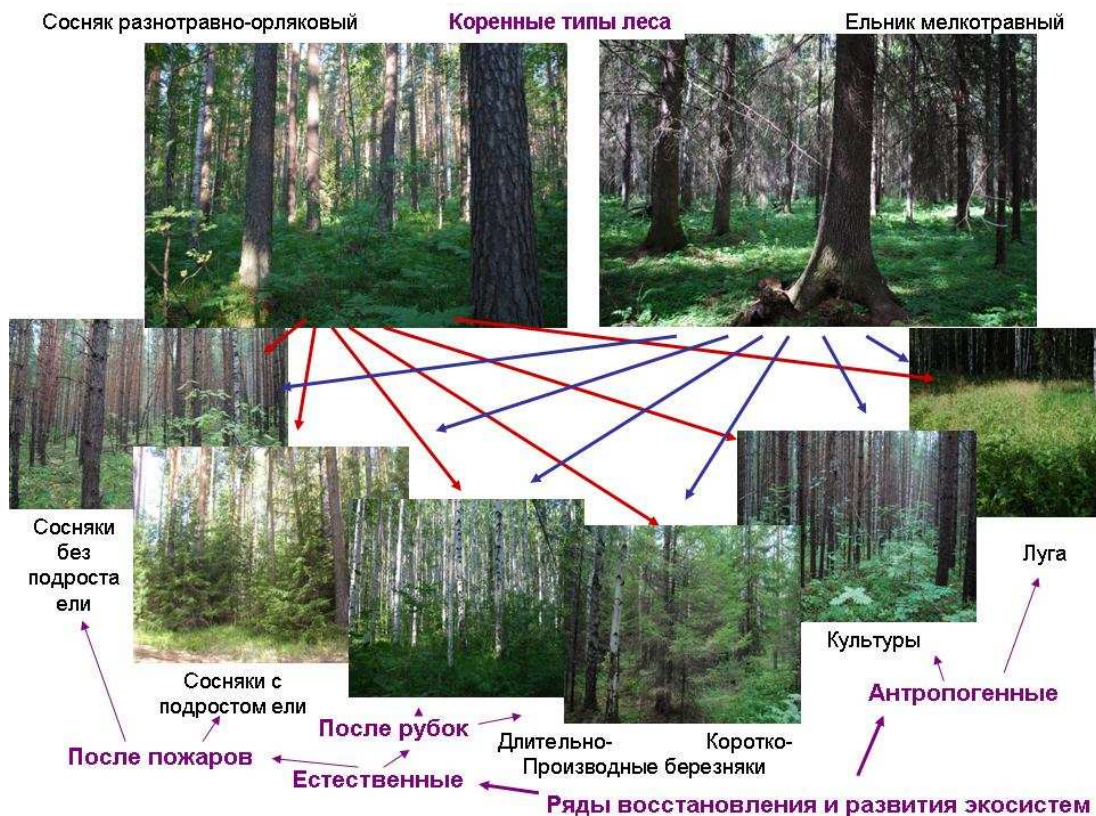 Сосняк разнотравно-орляковый
Коренные типы леса
Ельник мелкотравный
Сосняки
без
подроста
ели
Сосняки с
подростом ели
Луга
Культуры
Антропогенные
После рубок
Длительно-
Коротко-
Производные березняки
После пожаров
Естественные
Ряды восстановления и развития экосистем